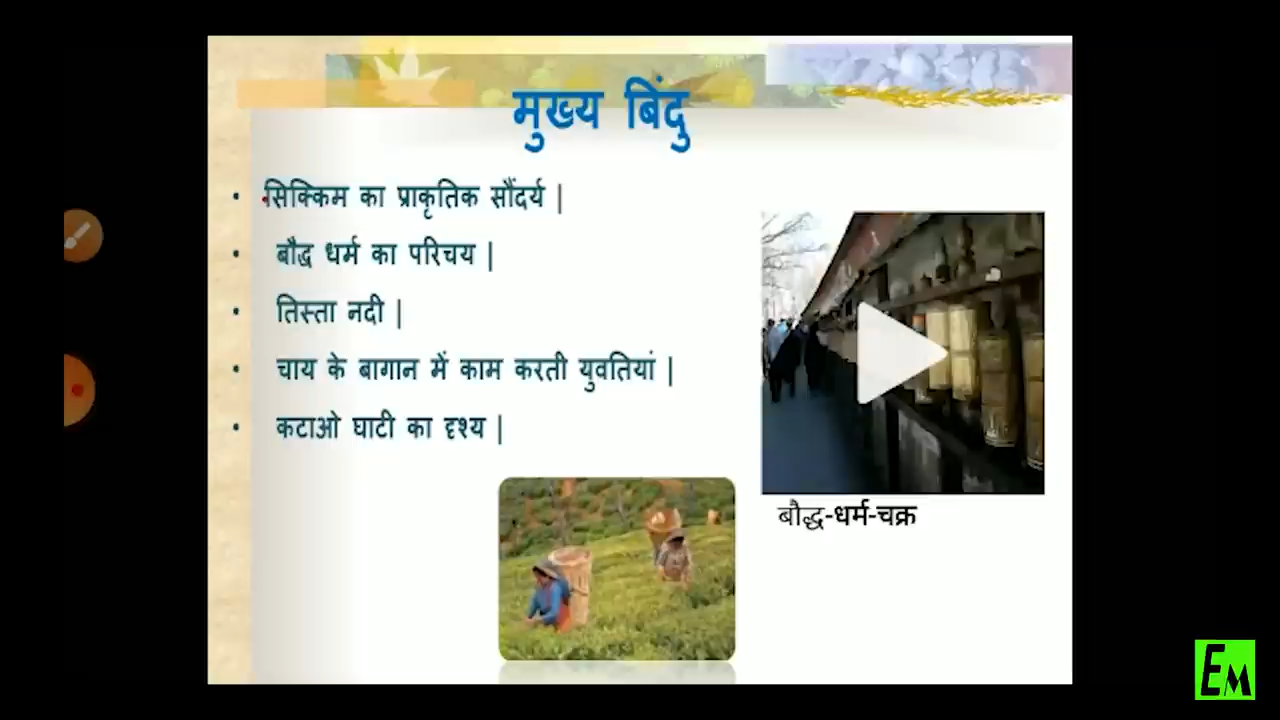 मुख्य बिंदु
• सिक्किम का प्राकृतिक सौंदर्य |
• बौद्ध धर्म का परिचय |
• तिस्ता नदी |
• चाय के बागान में काम करती युवतियां |
• कटाओ घाटी का दृश्य |
बौद्ध-धर्म-चक्र
EM